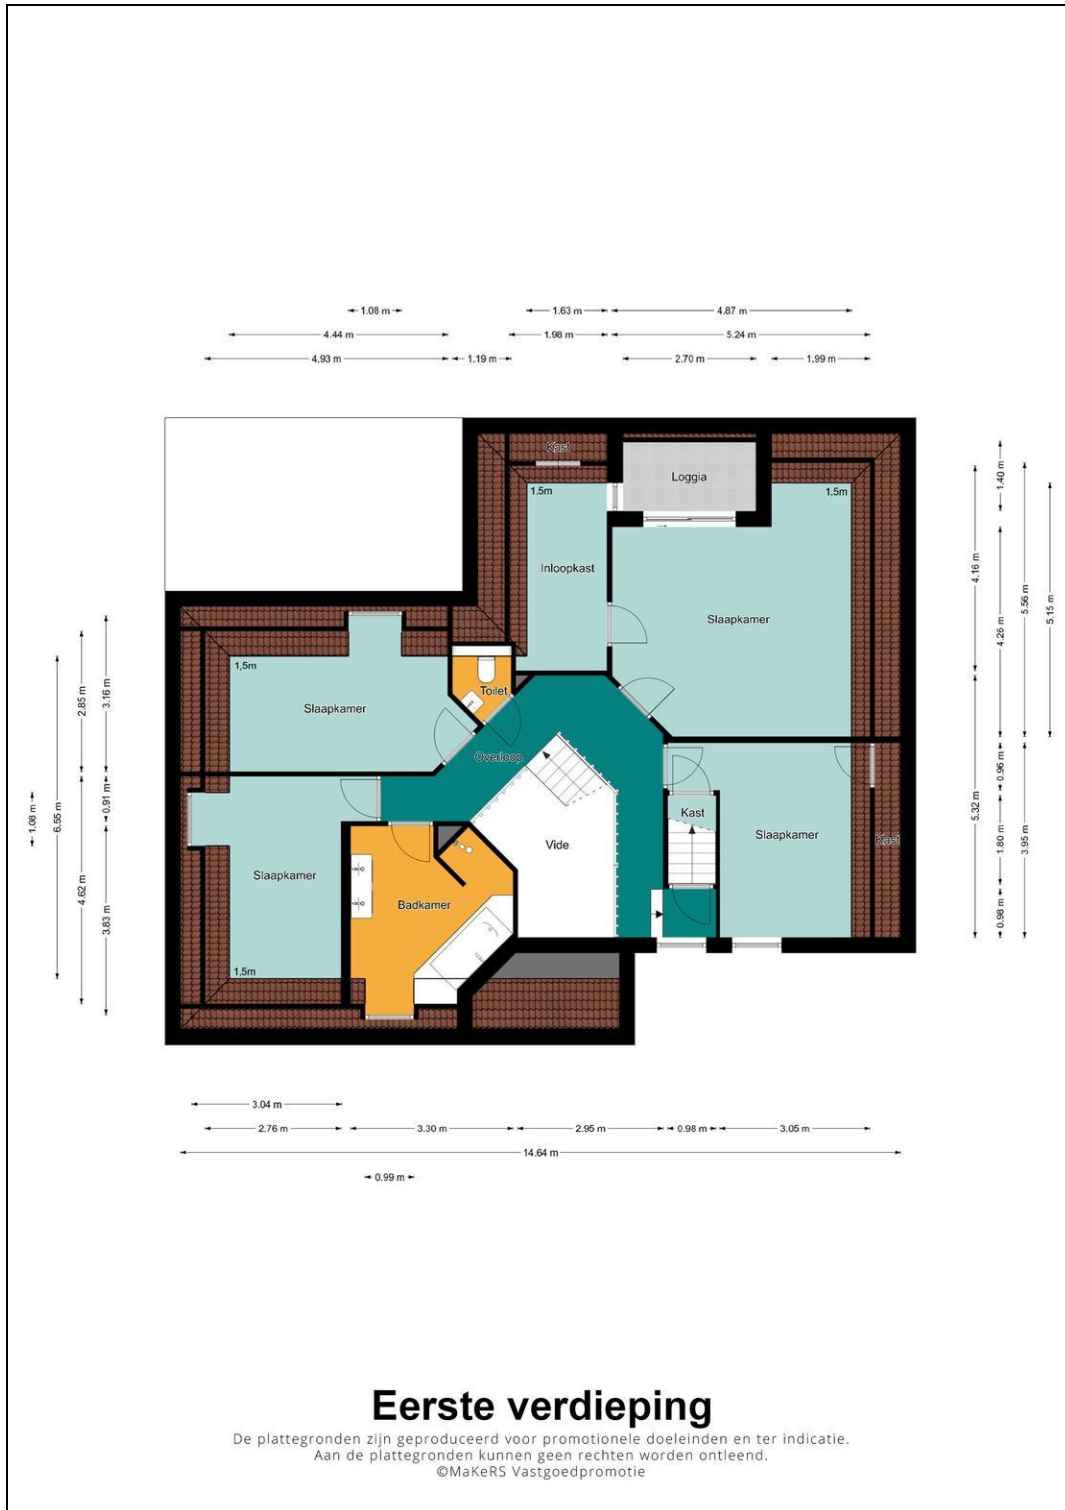 1.08 m
1.63 m
4.87 m
4.44 m
1.98 m
5.24 m
4.93 m
1.19 m
2.70 m
1.99 m
Kast
Loggia
1.5m
1.5m
Inloopkast
Slaapkamer
1,5m
Toilet
Slaapkamer
Overloop
Kast
Slaapkamer
Kast
Vide
Slaapkamer
Badkamer
1,5m
1.40 m
4.16 m
5.56 m
5.15 m
4.26 m
5.32 m
0.96 m
1.80 m
3.95 m
0.98 m
3.16 m
2.85 m
6.55 m
0.91 m
1.08 m
4.62 m
3.83 m
3.04 m
2.76 m
3.30 m
2.95 m
0.98 m
3.05 m
14.64 m
0.99 m
Eerste verdieping
De plattegronden zijn geproduceerd voor promotionele doeleinden en ter indicatie.
Aan de plattegronden kunnen geen rechten worden ontleend.
©MaKeRS Vastgoedpromotie